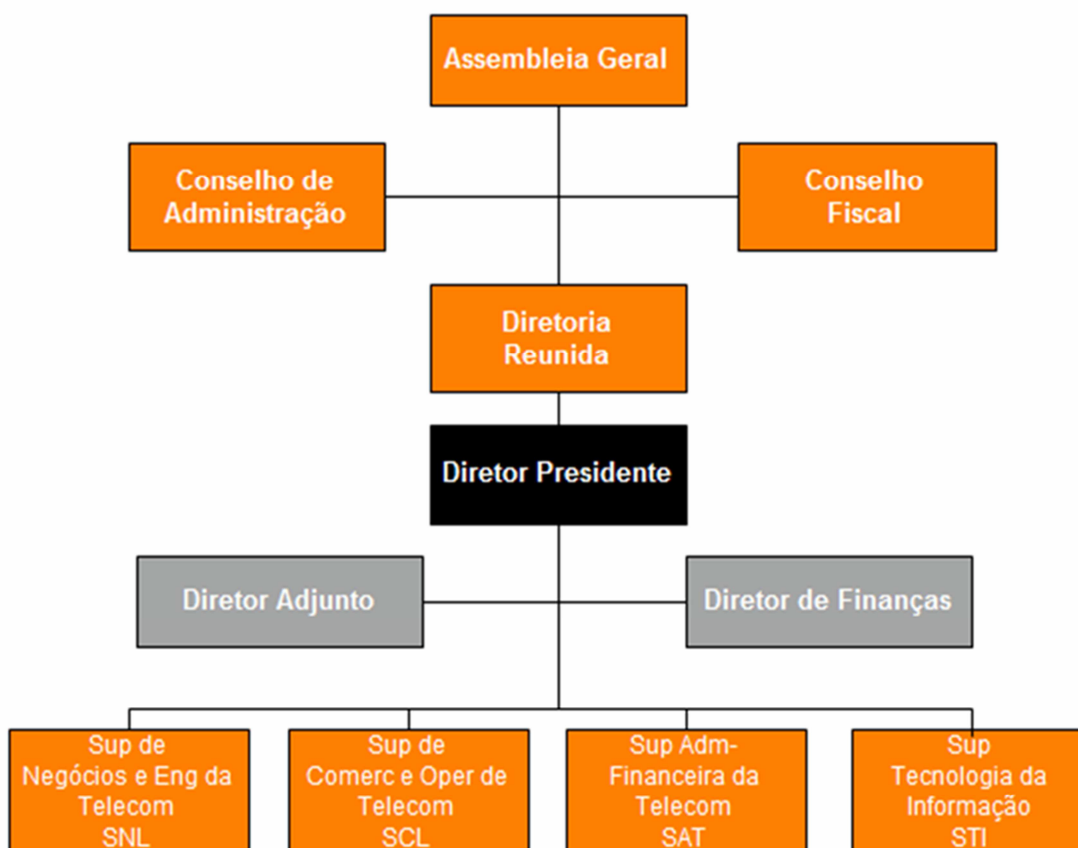 Assembleia Geral
Conselho de
Administração
Conselho
Fiscal
Diretoria
Reunida
Diretor Presidente
Diretor Adjunto
Diretor de Finanças
Sup de
Negócios e Eng da
Telecom
SNL
Sup de
Comerc e Oper de
Telecom
SCL
Sup Adm-
Financeira da
Telecom
SAT
Sup
Tecnologia da
Informação
STI